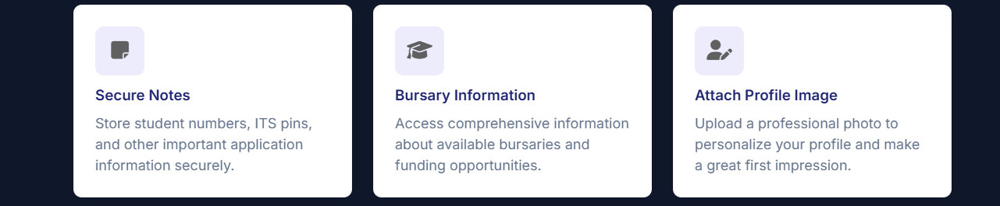 Secure Notes
Store student numbers, ITS pins,
and other important application
information securely.
Bursary Information
Access comprehensive information
about available bursaries and
funding opportunities.
Attach Profile Image
Upload a professional photo to
personalize your profile and make
a great first impression.